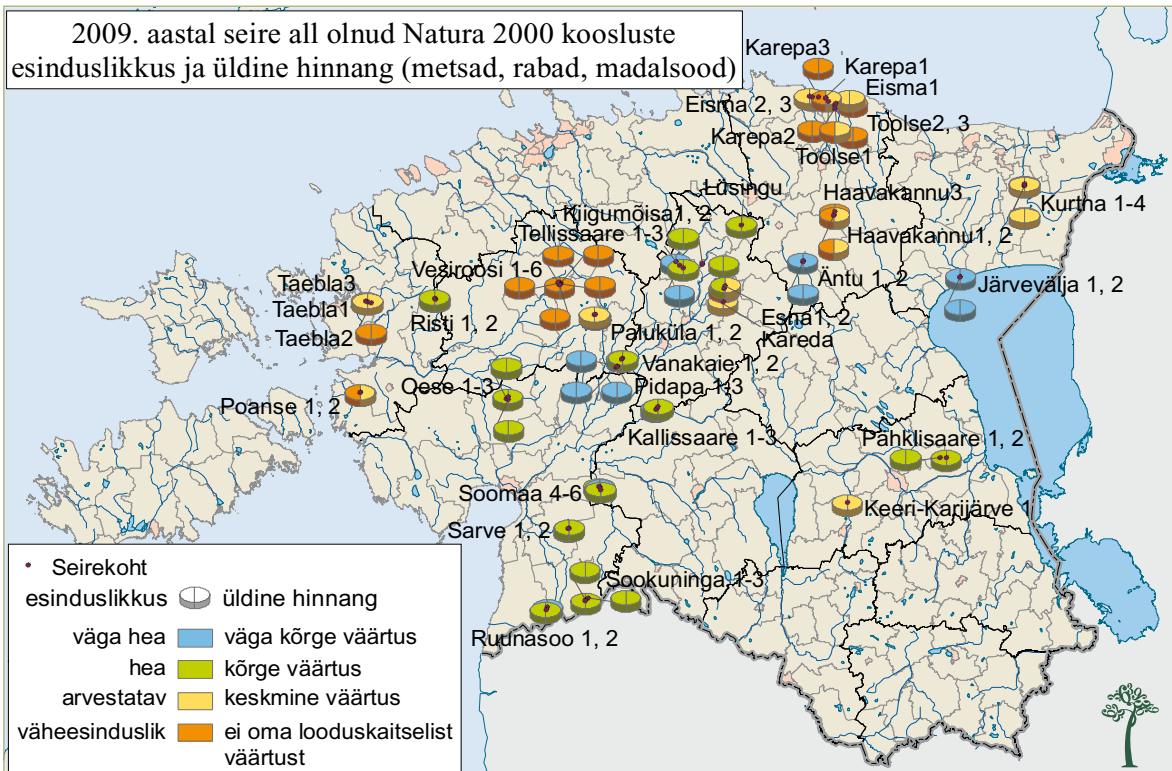 2009. aastal seire all olnud Natura 2000 koosluste
esinduslikkus ja üldine hinnang (metsad, rabad, madalsood)
Karepa3
Karepa1
Eisma1
Eisma 2, 3
Karepa2
Toolse2, 3
Toolse1
Lüsingu
Haavakannu3
Kurtna 1-4
Kiigumõisa1, 2
Tellissaare 1-3
Haavakannu1, 2
Vesiroosi 1-6
Taebla3
Äntu 1, 2
Järvevälja 1, 2
Taebla1
Risti 1, 2
Esna1, 2
Taebla2
Paluküla 1, 2
Kareda
Vanakaie 1, 2
Oese 1-3
Pidapa 1-3
Poanse 1, 2
Kallissaare 1-3
Pähklisaare 1, 2
Soomaa 4-6
Keeri-Karijärve 1
Sarve 1, 2
Sookuninga 1-3
Ruunasoo 1, 2
Seirekoht
esinduslikkus üldine hinnang
väga hea väga kõrge väärtus
hea kõrge väärtus
arvestatav keskmine väärtus
väheesinduslik ei oma looduskaitselist
väärtust